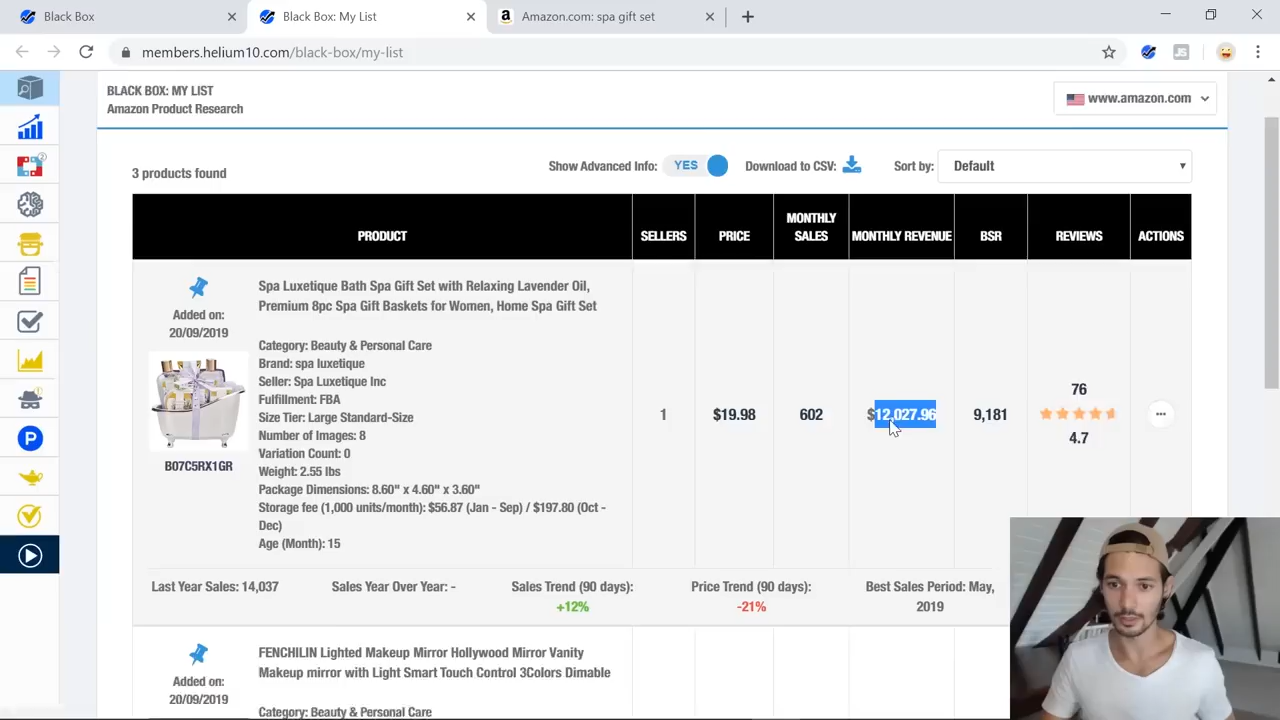 Black Box
Black Box: My List
Amazon.com: spa gift set
members.helium10.com/black-box/my-list
JS
BLACK BOX: MY LIST
Amazon Product Research
www.amazon.com
3 products found
Show Advanced Info: YES
Download to CSV:
Sort by: Default
PRODUCT
SELLERS
PRICE
MONTHLY
SALES
MONTHLY REVENUE
BSR
REVIEWS
ACTIONS
Added on:
20/09/2019
B07C5RX1GR
Spa Luxetique Bath Spa Gift Set with Relaxing Lavender Oil,
Premium 8pc Spa Gift Baskets for Women, Home Spa Gift Set
Category: Beauty & Personal Care
Brand: spa luxetique
Seller: Spa Luxetique Inc
Fulfillment: FBA
Size Tier: Large Standard-Size
Number of Images: 8
Variation Count: 0
Weight: 2.55 lbs
Package Dimensions: 8.60" x 4.60" x 3.60"
Storage fee (1,000 units/month): $56.87 (Jan - Sep) / $197.80 (Oct -
Dec)
Age (Month): 15
1
$19.98
602
$12,027.96
9,181
76
4.7
Last Year Sales: 14,037
Sales Year Over Year: -
Sales Trend (90 days):
+12%
Price Trend (90 days):
-21%
Best Sales Period: May,
2019
Added on:
20/09/2019
FENCHILIN Lighted Makeup Mirror Hollywood Mirror Vanity
Makeup mirror with Light Smart Touch Control 3Colors Dimable
Category: Beauty & Personal Care